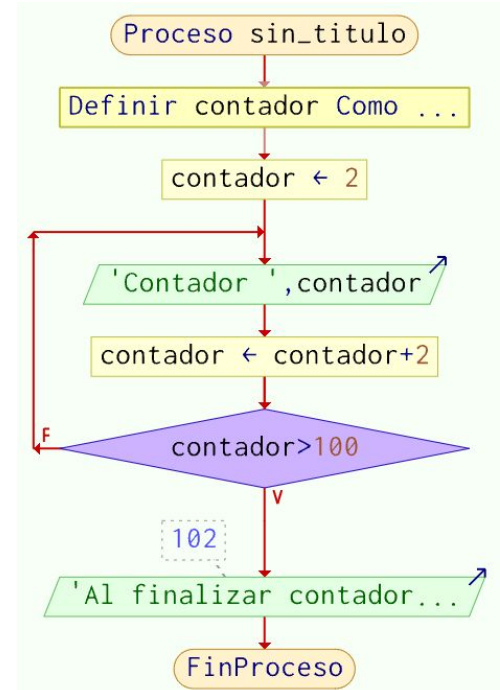 Proceso sin_titulo
Definir contador Como ...
contador ← 2
'Contador ',contador
contador ← contador+2
F
contador>100
V
102
'Al finalizar contador...
FinProceso